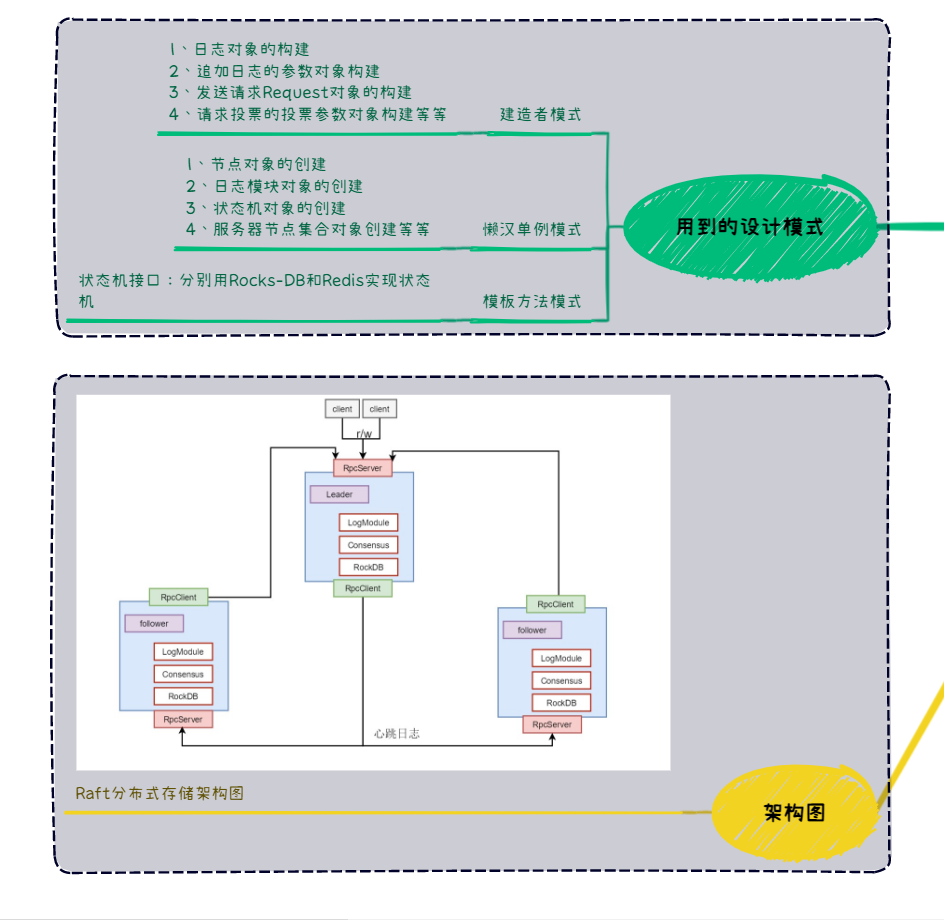 1、日志对象的构建
2、追加日志的参数对象构建
3、发送请求Request对象的构建
4、请求投票的投票参数对象构建等等
建造者模式
1、节点对象的创建
2、日志模块对象的创建
3、状态机对象的创建
4、服务器节点集合对象创建等等
懒汉单例模式
用到的设计模式
状态机接口：分别用Rocks-DB和Redis实现状态
机
模板方法模式
client
client
r/w
RpcServer
Leader
LogModule
Consensus
RockDB
RpcClient
RpcClient
follower
LogModule
Consensus
RockDB
RpcServer
RpcClient
follower
LogModule
Consensus
RockDB
RpcServer
心跳日志
Raft分布式存储架构图
架构图